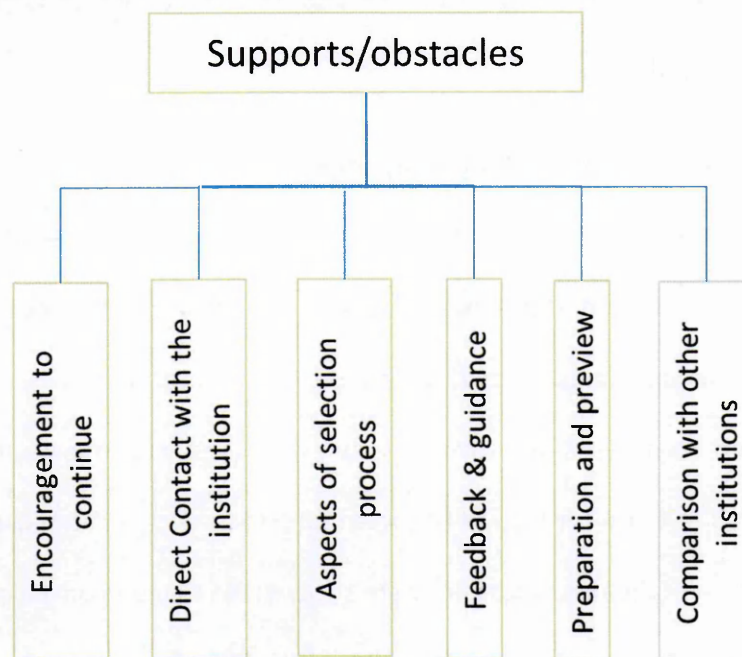 Supports/obstacles
Encouragement to
continue
Direct Contact with the
institution
Aspects of selection
process
Feedback & guidance
Preparation and preview
Comparison with other
institutions